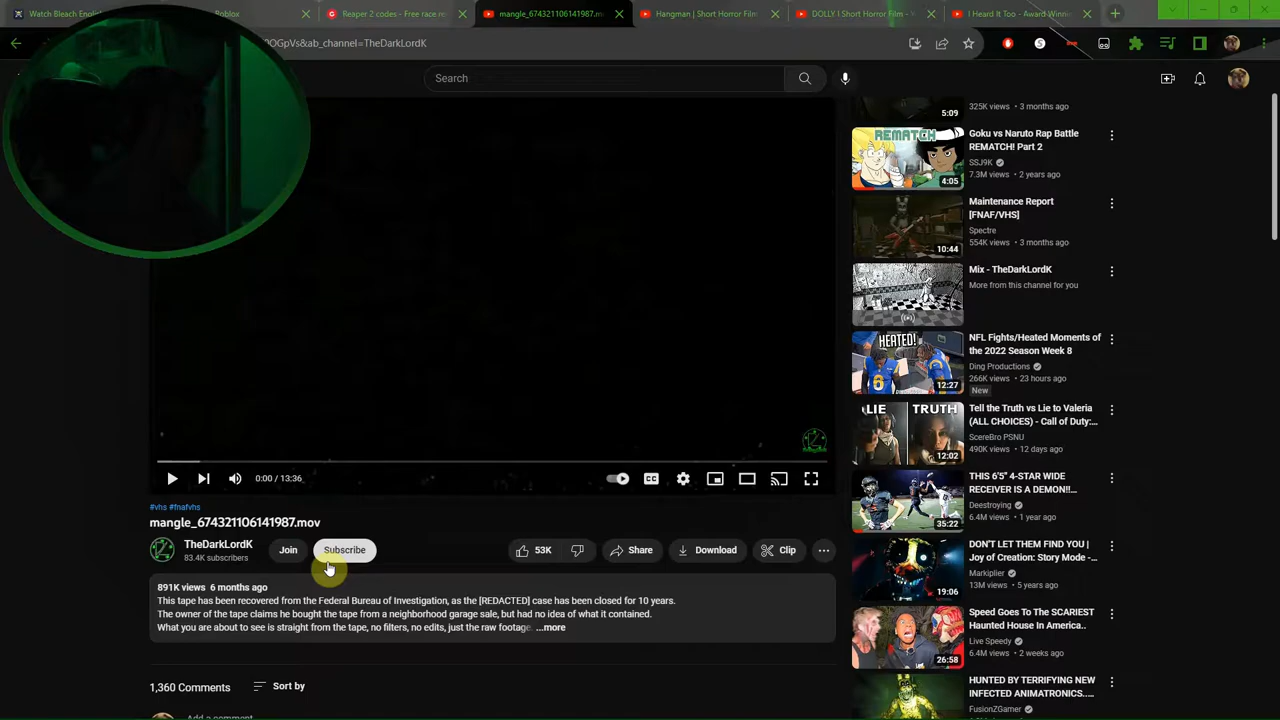 Watch Bleach Engli
Roblox
Reaper 2 codes - Free race re
mangle_674321106141987.m
Hangman | Short Horror Film
DOLLY I Short Horror Film -
I Heard It Too - Award Winni
0OGpVs&ab_channel=TheDarkLordK
Search
325K views • 3 months ago
5:09
Goku vs Naruto Rap Battle
REMATCH! Part 2
SSJ9K
7.3M views • 2 years ago
REMATCH
4:05
Maintenance Report
[FNAF/VHS]
Spectre
554K views • 3 months ago
10:44
Mix - TheDarkLordK
More from this channel for you
NFL Fights/Heated Moments of
the 2022 Season Week 8
Ding Productions
266K views • 23 hours ago
New
HEATED!
12:27
Tell the Truth vs Lie to Valeria
(ALL CHOICES) - Call of Duty:...
ScereBro PSNU
490K views • 12 days ago
LIE TRUTH
12:02
THIS 6'5" 4-STAR WIDE
RECEIVER IS A DEMON!!...
Deestroying
6.4M views • 1 year ago
35:22
DON'T LET THEM FIND YOU |
Joy of Creation: Story Mode -...
Markiplier
13M views • 5 years ago
19:06
Speed Goes To The SCARIEST
Haunted House In America..
Live Speedy
6.4M views • 2 weeks ago
26:58
HUNTED BY TERRIFYING NEW
INFECTED ANIMATRONICS....
FusionZGamer
0:00 / 13:36
CC
#vhs #fnafvhs
mangle_674321106141987.mov
TheDarkLordK
83.4K subscribers
Join
Subscribe
53K
Share
Download
Clip
891K views 6 months ago
This tape has been recovered from the Federal Bureau of Investigation, as the [REDACTED] case has been closed for 10 years.
The owner of the tape claims he bought the tape from a neighborhood garage sale, but had no idea of what it contained.
What you are about to see is straight from the tape, no filters, no edits, just the raw footage. ...more
1,360 Comments
Sort by
Add a comment...